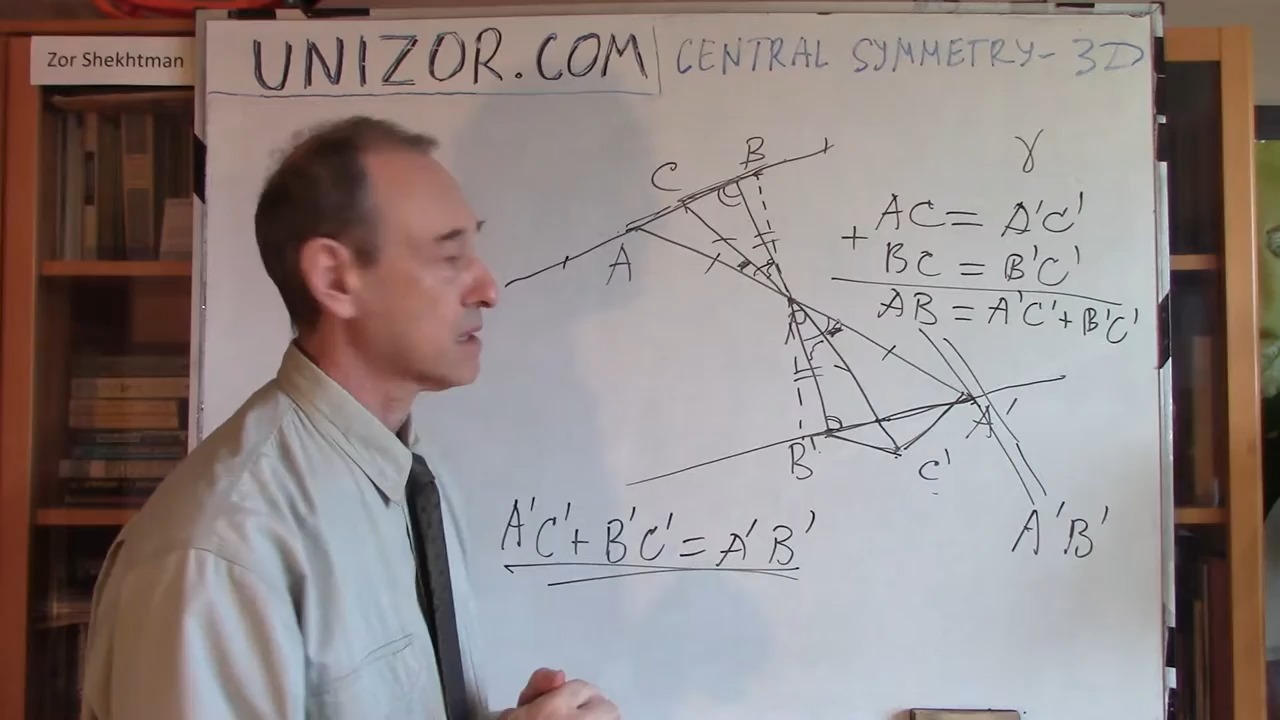 Zor Shekhtman
UNIZOR.COM
CENTRAL SYMMETRY-3D
γ
B
C
A
+ AC = A'C'
BC = B'C'
AB = A'C' + B'C'
P
A'
B'
C'
A'C' + B'C' = A'B'
A'B'